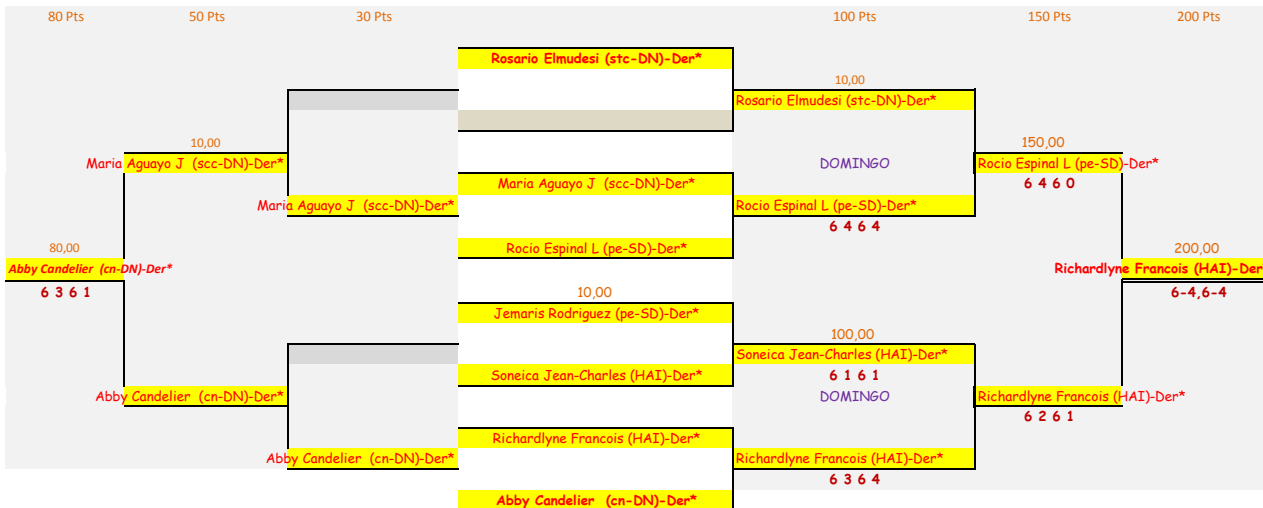 80 Pts 50 Pts 30 Pts 100 Pts 150 Pts 200 Pts
Rosario Elmudesi (stc-DN)-Der*
10,00
Rosario Elmudesi (stc-DN)-Der*
10,00 150,00
Maria Aguayo J (scc-DN)-Der* DOMINGO Rocio Espinal L (pe-SD)-Der*
Maria Aguayo J (scc-DN)-Der* 6 4 6 0
Maria Aguayo J (scc-DN)-Der* Rocio Espinal L (pe-SD)-Der*
6 4 6 4
80,00 Rocio Espinal L (pe-SD)-Der* 200,00
Abby Candelier (cn-DN)-Der* Richardlyne Francois (HAI)-Der
6 3 6 1 10,00 6-4,6-4
Jemaris Rodriguez (pe-SD)-Der*
100,00
Soneica Jean-Charles (HAI)-Der*
Soneica Jean-Charles (HAI)-Der* 6 1 6 1
Abby Candelier (cn-DN)-Der* DOMINGO Richardlyne Francois (HAI)-Der*
6 2 6 1
Richardlyne Francois (HAI)-Der*
Abby Candelier (cn-DN)-Der* Richardlyne Francois (HAI)-Der*
6 3 6 4
Abby Candelier (cn-DN)-Der*